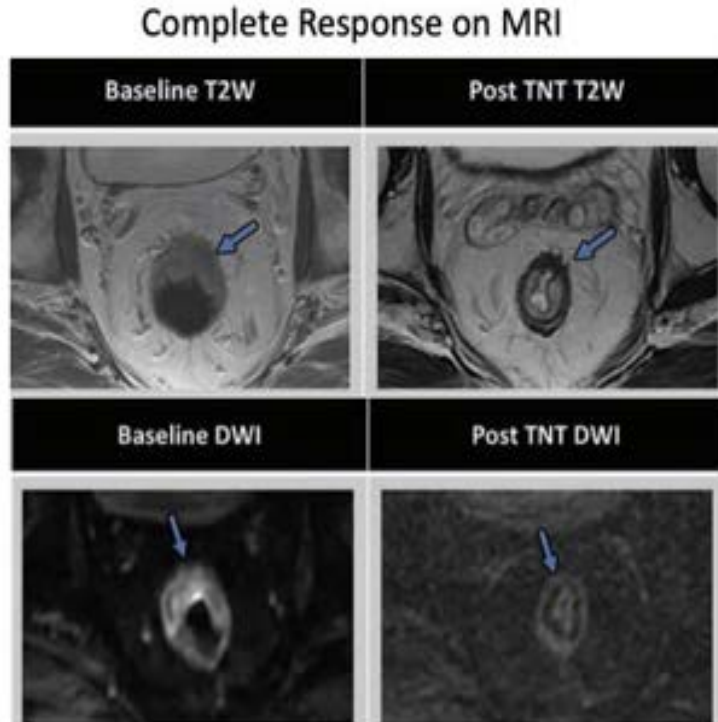 Complete Response on MRI
Baseline T2W
Post TNT T2W
Baseline DWI
Post TNT DWI